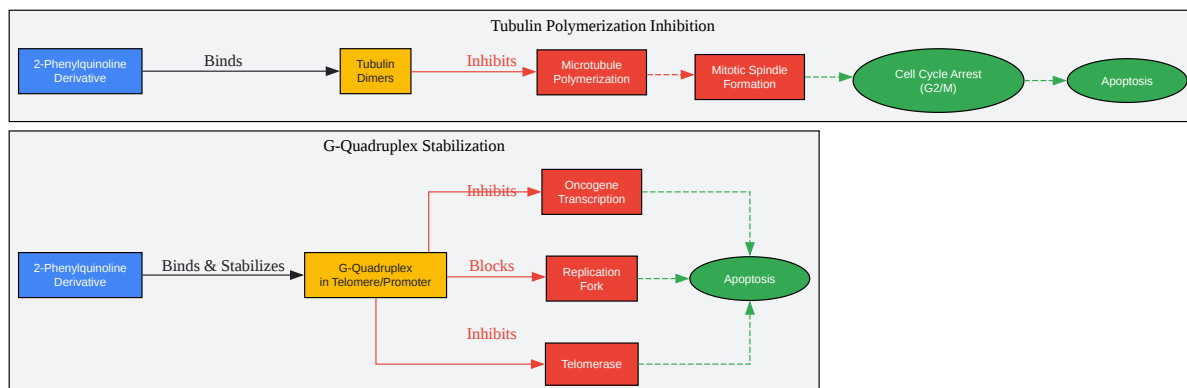 Tubulin Polymerization Inhibition
2-Phenylquinoline
Derivative
Binds
Tubulin
Dimers
Inhibits
Microtubule
Polymerization
Mitotic Spindle
Formation
Cell Cycle Arrest
(G2/M)
Apoptosis
G-Quadruplex Stabilization
2-Phenylquinoline
Derivative
Binds & Stabilizes
G-Quadruplex
in Telomere/Promoter
Inhibits
Oncogene
Transcription
Blocks
Replication
Fork
Inhibits
Telomerase
Apoptosis